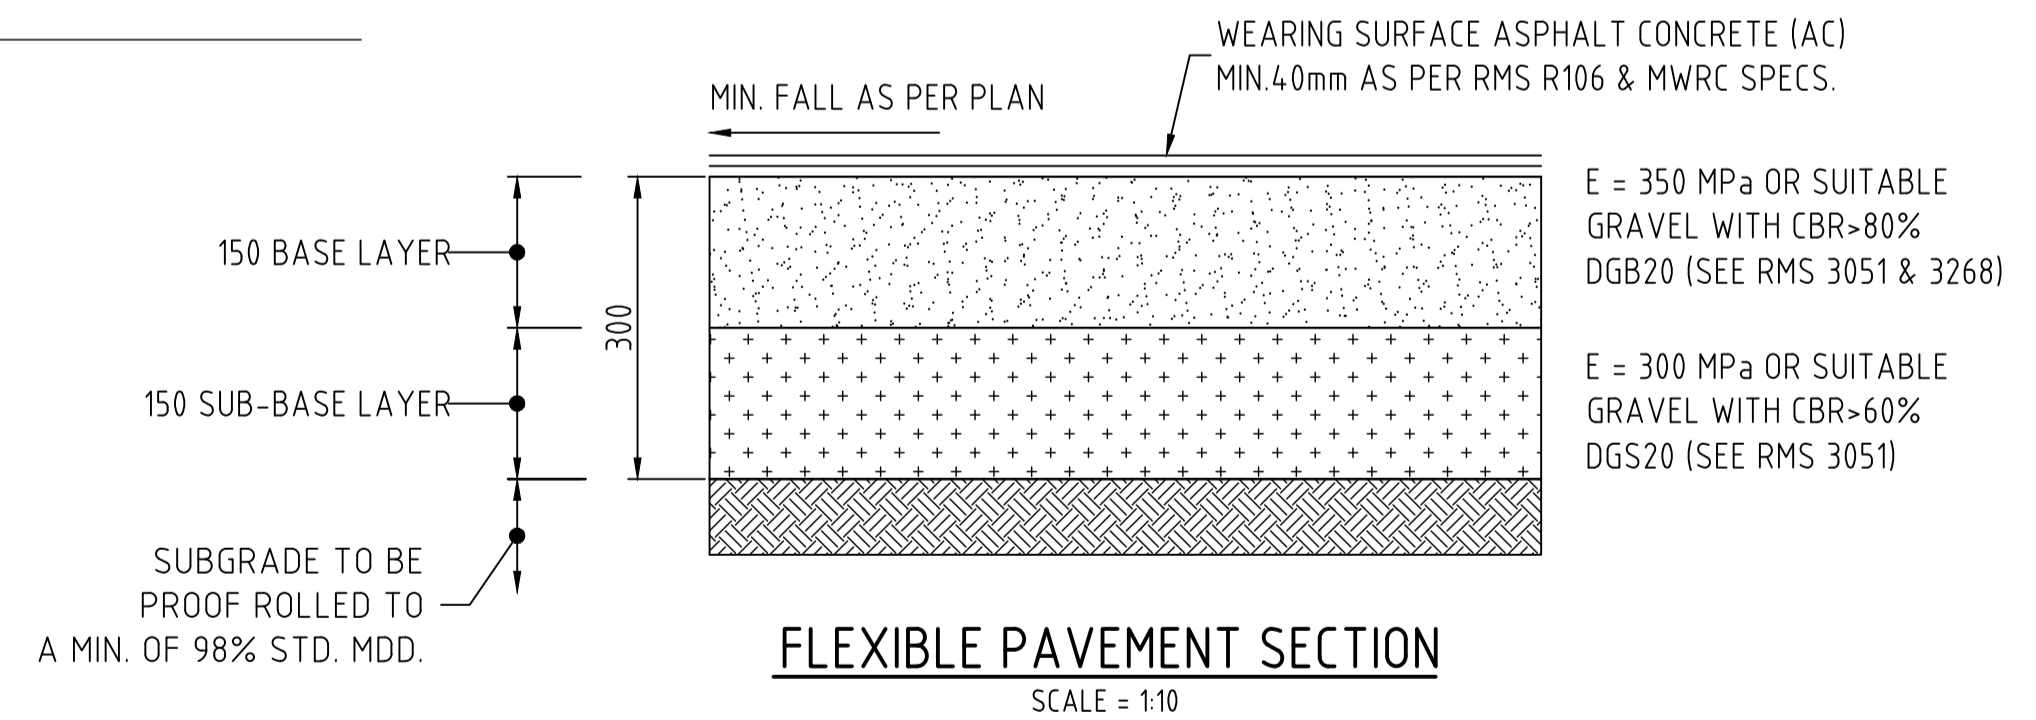 WEARING SURFACE ASPHALT CONCRETE (AC)
MIN.40mm AS PER RMS R106 & MWRC SPECS.
MIN. FALL AS PER PLAN
150 BASE LAYER
300
E = 350 MPa OR SUITABLE
GRAVEL WITH CBR>80%
DGB20 (SEE RMS 3051 & 3268)
150 SUB-BASE LAYER
E = 300 MPa OR SUITABLE
GRAVEL WITH CBR>60%
DGS20 (SEE RMS 3051)
SUBGRADE TO BE
PROOF ROLLED TO
A MIN. OF 98% STD. MDD.
FLEXIBLE PAVEMENT SECTION
SCALE = 1:10